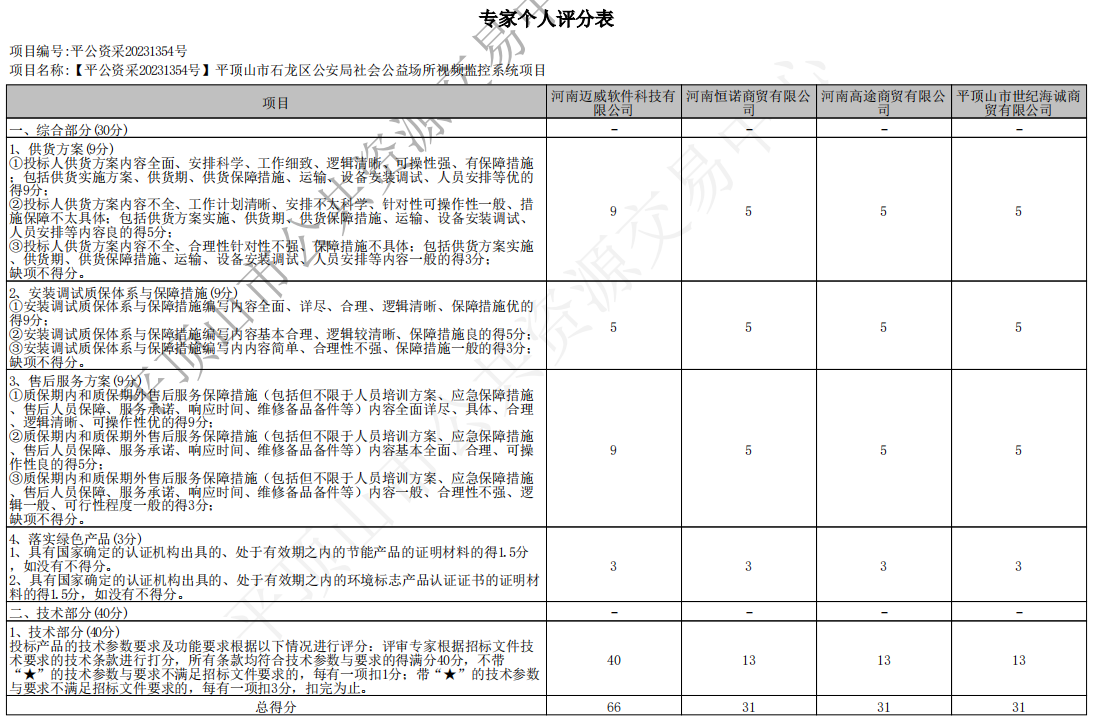 专家个人评分表
项目编号:平公资采20231354号
项目名称:【平公资采20231354号】平顶山市石龙区公安局社会公益场所视频监控系统项目
项目
河南迈威软件科技有
限公司
河南恒诺商贸有限公
司
河南高途商贸有限公
司
平顶山市世纪海诚商
贸有限公司
一、综合部分(30分)
－ － － －
1、供货方案(9分)
①投标人供货方案内容全面、安排科学、工作细致、逻辑清晰、可操性强、有保障措施
；包括供货实施方案、供货期、供货保障措施、运输、设备安装调试、人员安排等优的
得9分；
②投标人供货方案内容不全、工作计划清晰、安排不太科学、针对性可操作性一般、措
施保障不太具体；包括供货方案实施、供货期、供货保障措施、运输、设备安装调试、
人员安排等内容良的得5分；
③投标人供货方案内容不全、合理性针对性不强、保障措施不具体；包括供货方案实施
、供货期、供货保障措施、运输、设备安装调试、人员安排等内容一般的得3分；
缺项不得分。
9 5 5 5
2、安装调试质保体系与保障措施(9分)
①安装调试质保体系与保障措施编写内容全面、详尽、合理、逻辑清晰、保障措施优的
得9分；
②安装调试质保体系与保障措施编写内容基本合理、逻辑较清晰、保障措施良的得5分；
③安装调试质保体系与保障措施编写内内容简单、合理性不强、保障措施一般的得3分；
缺项不得分。
5 5 5 5
3、售后服务方案(9分)
①质保期内和质保期外售后服务保障措施（包括但不限于人员培训方案、应急保障措施
、售后人员保障、服务承诺、响应时间、维修备品备件等）内容全面详尽、具体、合理
、逻辑清晰、可操作性优的得9分；
②质保期内和质保期外售后服务保障措施（包括但不限于人员培训方案、应急保障措施
、售后人员保障、服务承诺、响应时间、维修备品备件等）内容基本全面、合理、可操
作性良的得5分；
③质保期内和质保期外售后服务保障措施（包括但不限于人员培训方案、应急保障措施
、售后人员保障、服务承诺、响应时间、维修备品备件等）内容一般、合理性不强、逻
辑一般、可行性程度一般的得3分；
缺项不得分。
9 5 5 5
4、落实绿色产品(3分)
1、具有国家确定的认证机构出具的、处于有效期之内的节能产品的证明材料的得1.5分
，如没有不得分。
2、具有国家确定的认证机构出具的、处于有效期之内的环境标志产品认证证书的证明材
料的得1.5分，如没有不得分。
3 3 3 3
二、技术部分(40分)
－ － － －
1、技术部分(40分)
投标产品的技术参数要求及功能要求根据以下情况进行评分：评审专家根据招标文件技
术要求的技术条款进行打分，所有条款均符合技术参数与要求的得满分40分，不带
“★”的技术参数与要求不满足招标文件要求的，每有一项扣1分；带“★”的技术参数
与要求不满足招标文件要求的，每有一项扣3分，扣完为止。
40 13 13 13
总得分
66 31 31 31
平顶山市公共资源交易中
平顶山市公共资源交易中心